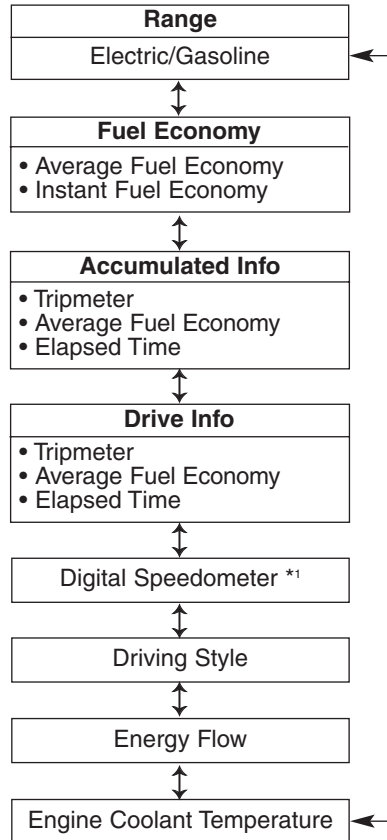 Range
Electric/Gasoline
Fuel Economy
• Average Fuel Economy
• Instant Fuel Economy
Accumulated Info
• Tripmeter
• Average Fuel Economy
• Elapsed Time
Drive Info
• Tripmeter
• Average Fuel Economy
• Elapsed Time
Digital Speedometer *1
Driving Style
Energy Flow
Engine Coolant Temperature